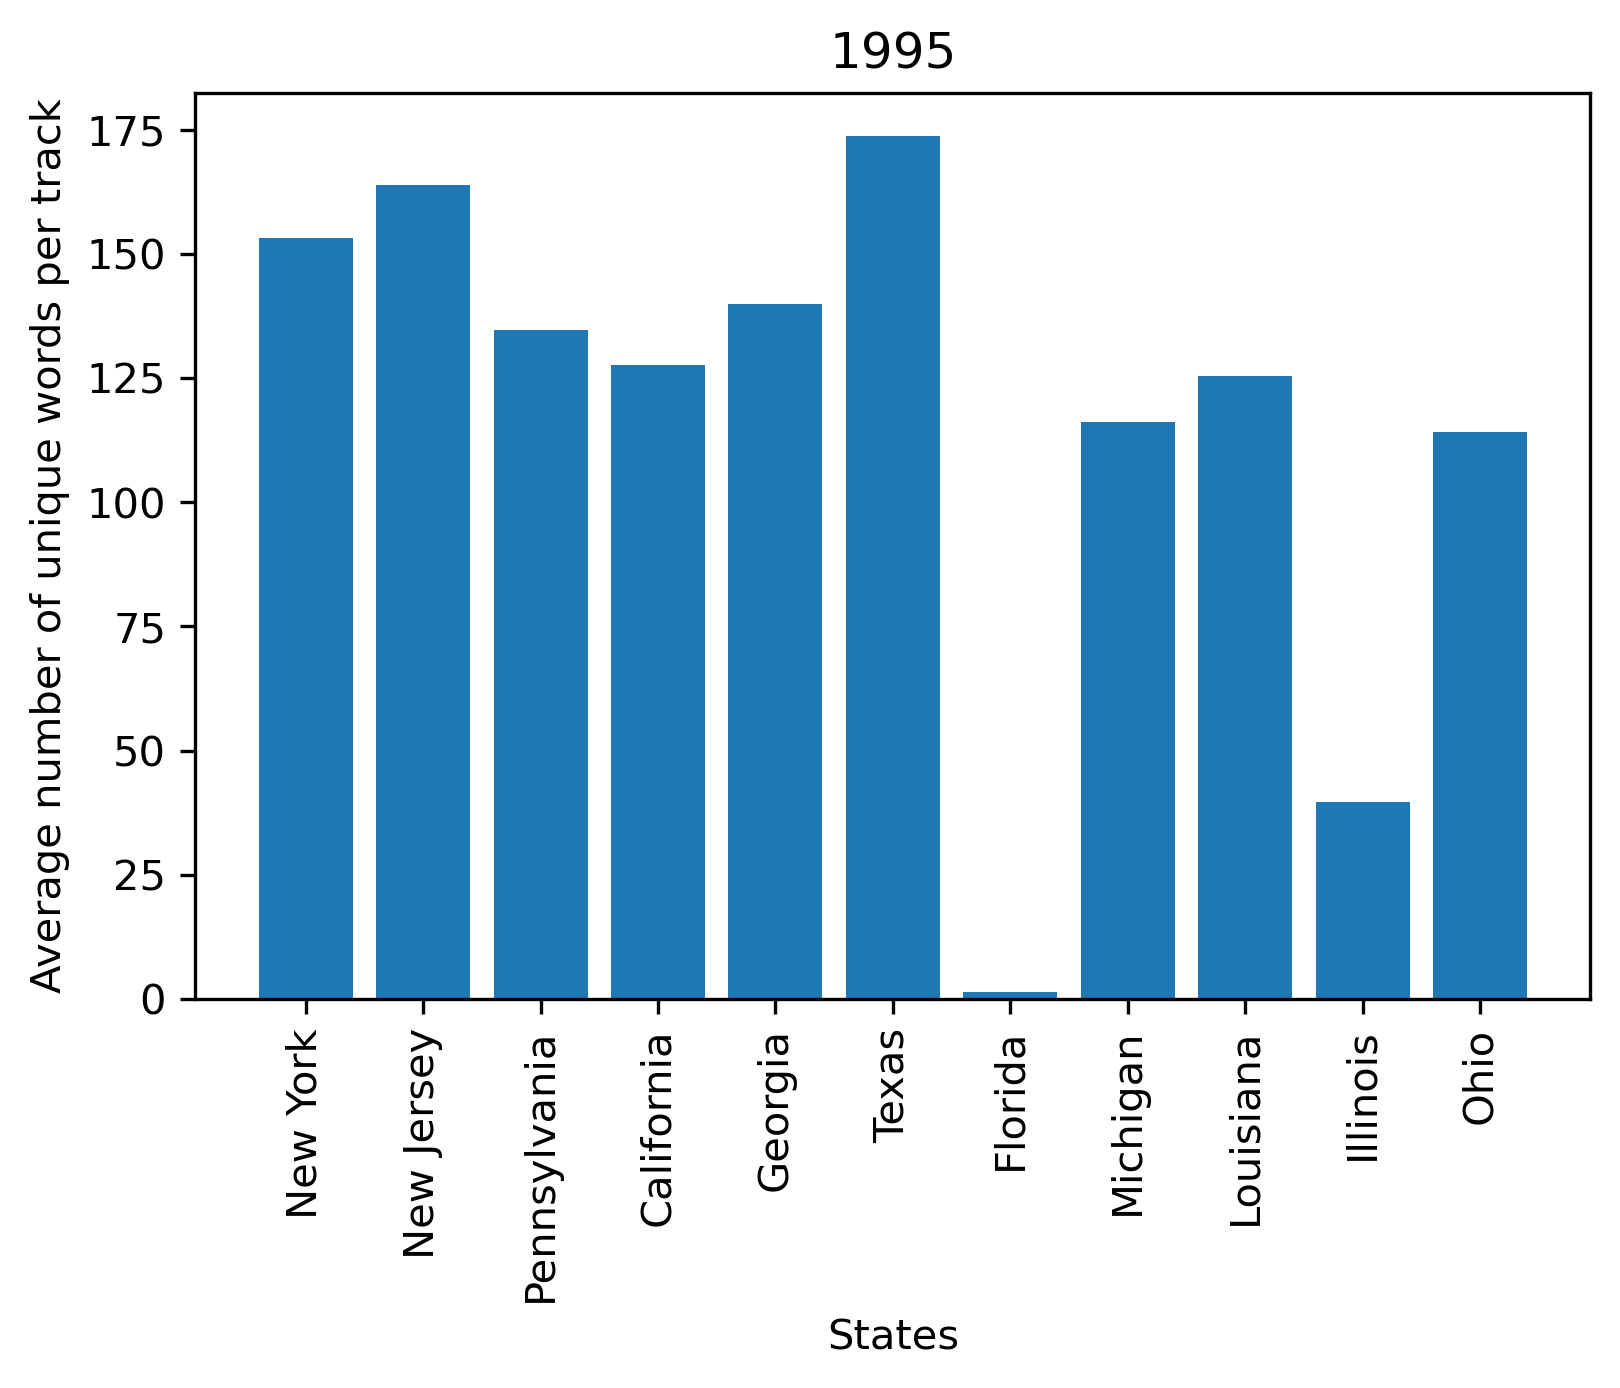 1995
Average number of unique words per track
175
150
125
100
75
50
25
0
New York
New Jersey
Pennsylvania
California
Georgia
Texas
Florida
Michigan
Louisiana
Illinois
Ohio
States